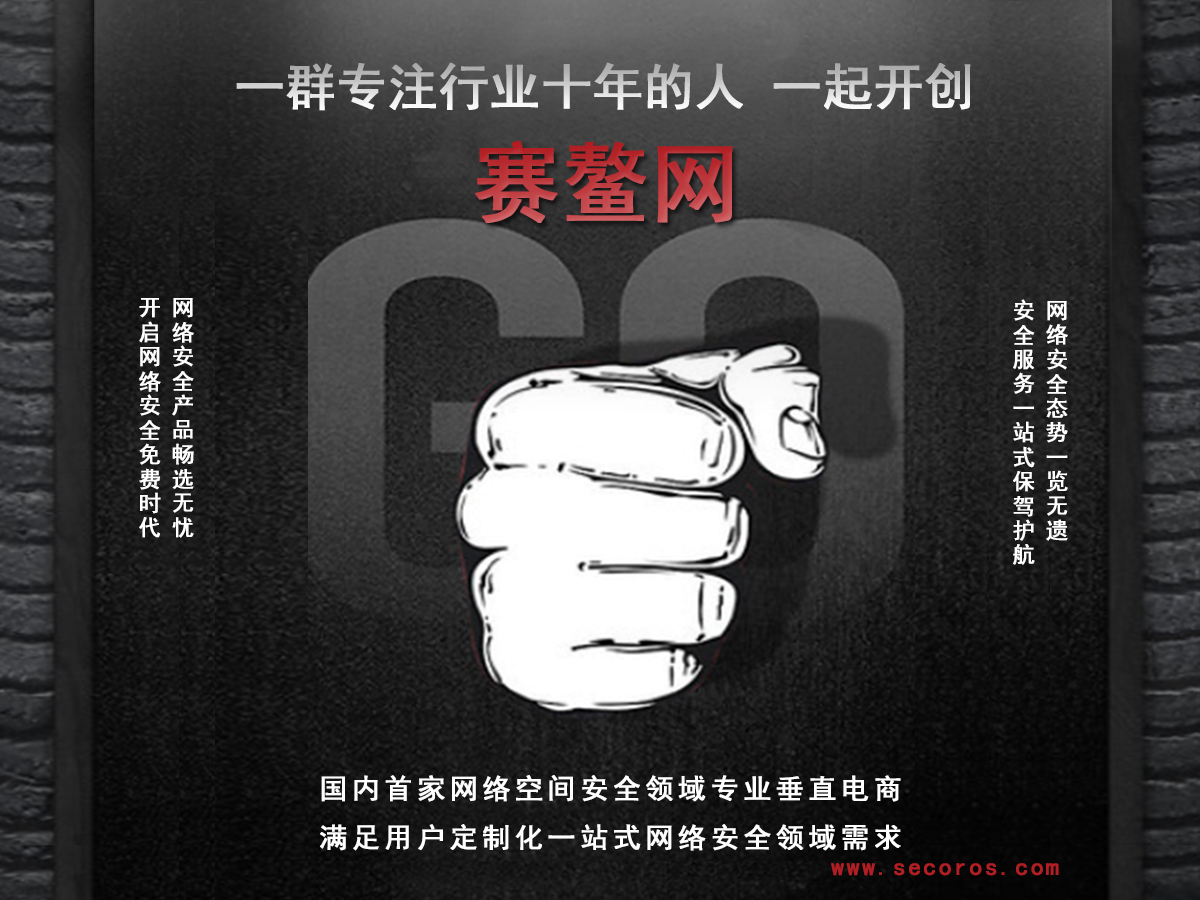 一群专注行业十年的人 一起开创
赛鳌网
GO
网络安全产品畅选无忧
开启网络安全免费时代
网络安全态势一览无遗
安全服务一站式保驾护航
国内首家网络空间安全领域专业垂直电商
满足用户定制化一站式网络安全领域需求
www.secoros.com